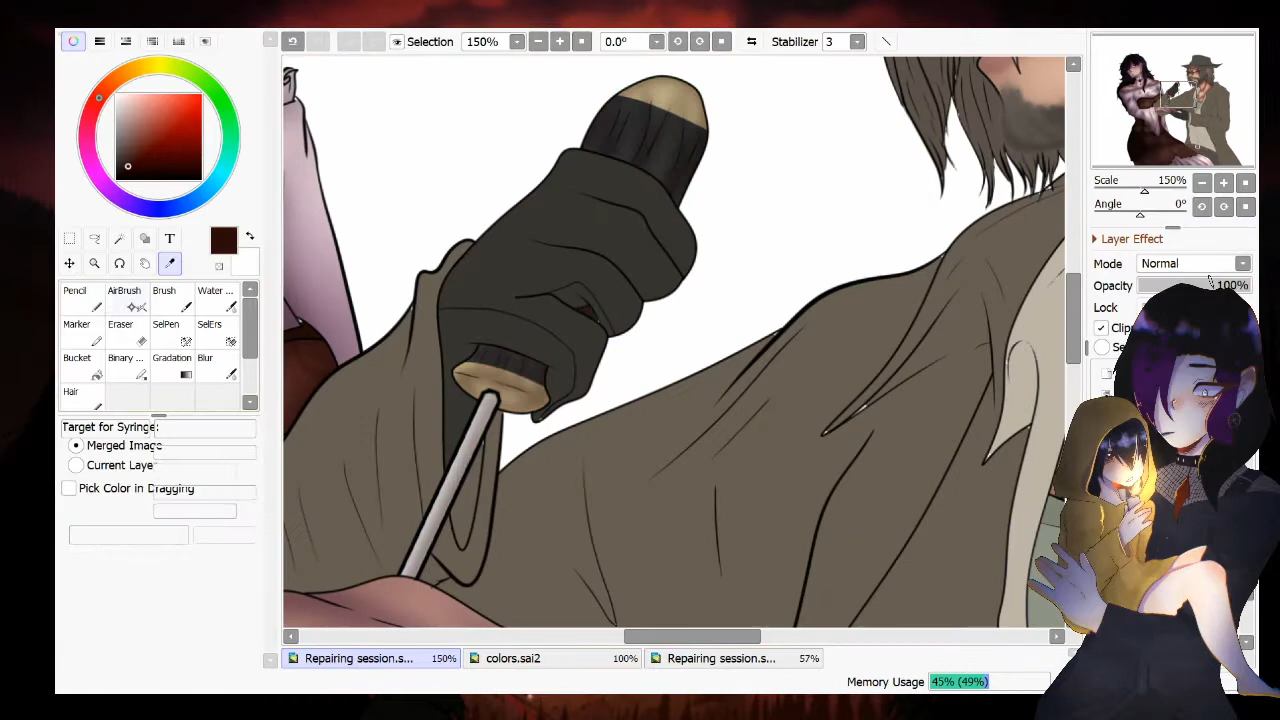 Selection 150% 0.0° Stabilizer 3
Scale 150%
Angle 0°
Layer Effect
Mode Normal
Opacity 100%
Lock
T
Pencil AirBrush Brush Water ...
Marker Eraser SelPen SelErs
Bucket Binary ... Gradation Blur
Hair
Target for Syringe:
Merged Image
Current Laye
Pick Color in Dragging
Repairing session.s... 150% colors.sai2 100% Repairing session.s... 57%
Memory Usage 45% (49%)